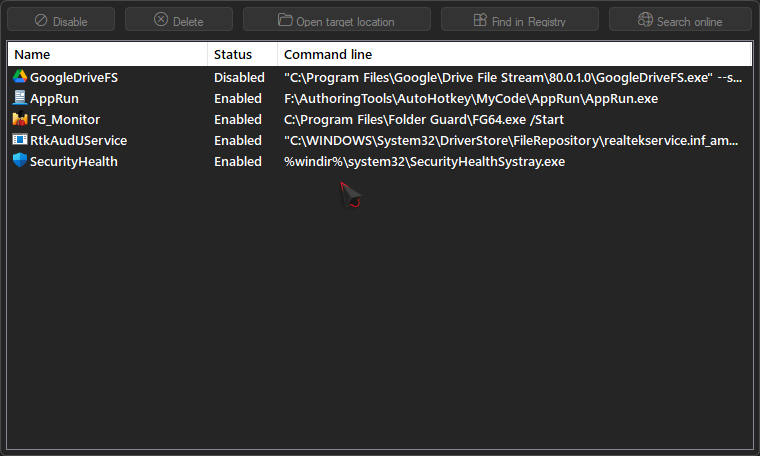 Disable Delete Open target location Find in Registry Search online
Name Status Command line
GoogleDriveFS Disabled "C:\Program Files\Google\Drive File Stream\80.0.1.0\GoogleDriveFS.exe" --s...
AppRun Enabled F:\AuthoringTools\AutoHotkey\MyCode\AppRun\AppRun.exe
FG_Monitor Enabled C:\Program Files\Folder Guard\FG64.exe /Start
RtkAudUService Enabled "C:\WINDOWS\System32\DriverStore\FileRepository\realtekservice.inf_am...
SecurityHealth Enabled %windir%\system32\SecurityHealthSystray.exe